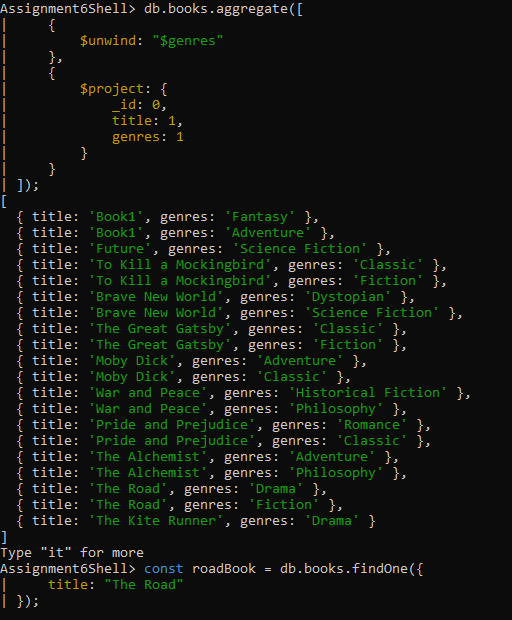 Assignment6Shell> db.books.aggregate([
|     {
|         $unwind: "$genres"
|     },
|     {
|         $project: {
|             _id: 0,
|             title: 1,
|             genres: 1
|         }
|     }
| ]);
[
  { title: 'Book1', genres: 'Fantasy' },
  { title: 'Book1', genres: 'Adventure' },
  { title: 'Future', genres: 'Science Fiction' },
  { title: 'To Kill a Mockingbird', genres: 'Classic' },
  { title: 'To Kill a Mockingbird', genres: 'Fiction' },
  { title: 'Brave New World', genres: 'Dystopian' },
  { title: 'Brave New World', genres: 'Science Fiction' },
  { title: 'The Great Gatsby', genres: 'Classic' },
  { title: 'The Great Gatsby', genres: 'Fiction' },
  { title: 'Moby Dick', genres: 'Adventure' },
  { title: 'Moby Dick', genres: 'Classic' },
  { title: 'War and Peace', genres: 'Historical Fiction' },
  { title: 'War and Peace', genres: 'Philosophy' },
  { title: 'Pride and Prejudice', genres: 'Romance' },
  { title: 'Pride and Prejudice', genres: 'Classic' },
  { title: 'The Alchemist', genres: 'Adventure' },
  { title: 'The Alchemist', genres: 'Philosophy' },
  { title: 'The Road', genres: 'Drama' },
  { title: 'The Road', genres: 'Fiction' },
  { title: 'The Kite Runner', genres: 'Drama' }
]
Type "it" for more
Assignment6Shell> const roadBook = db.books.findOne({
|     title: "The Road"
| });